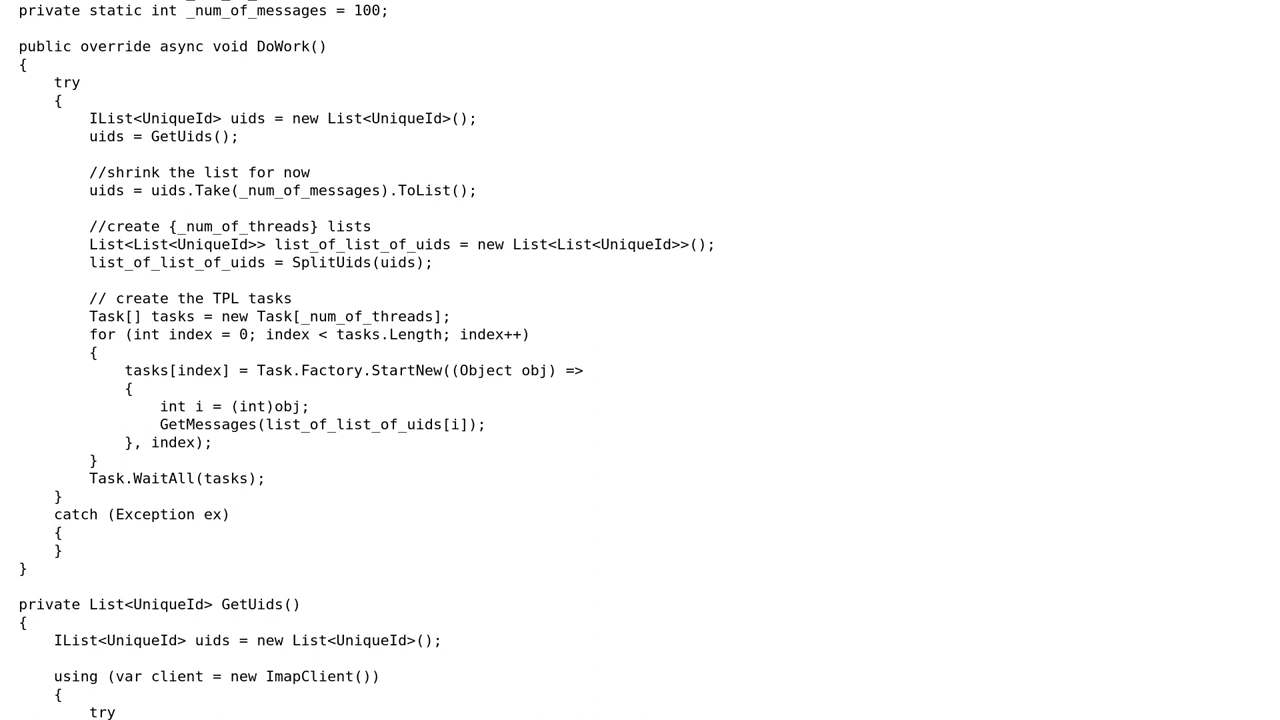 private static int _num_of_messages = 100;
public override async void DoWork()
{
try
{
IList<UniqueId> uids = new List<UniqueId>();
uids = GetUids();
//shrink the list for now
uids = uids.Take(_num_of_messages).ToList();
//create {_num_of_threads} lists
List<List<UniqueId>> list_of_list_of_uids = new List<List<UniqueId>>();
list_of_list_of_uids = SplitUids(uids);
// create the TPL tasks
Task[] tasks = new Task[_num_of_threads];
for (int index = 0; index < tasks.Length; index++)
{
tasks[index] = Task.Factory.StartNew((Object obj) =>
{
int i = (int)obj;
GetMessages(list_of_list_of_uids[i]);
}, index);
}
Task.WaitAll(tasks);
}
catch (Exception ex)
{
}
}
private List<UniqueId> GetUids()
{
IList<UniqueId> uids = new List<UniqueId>();
using (var client = new ImapClient())
{
try